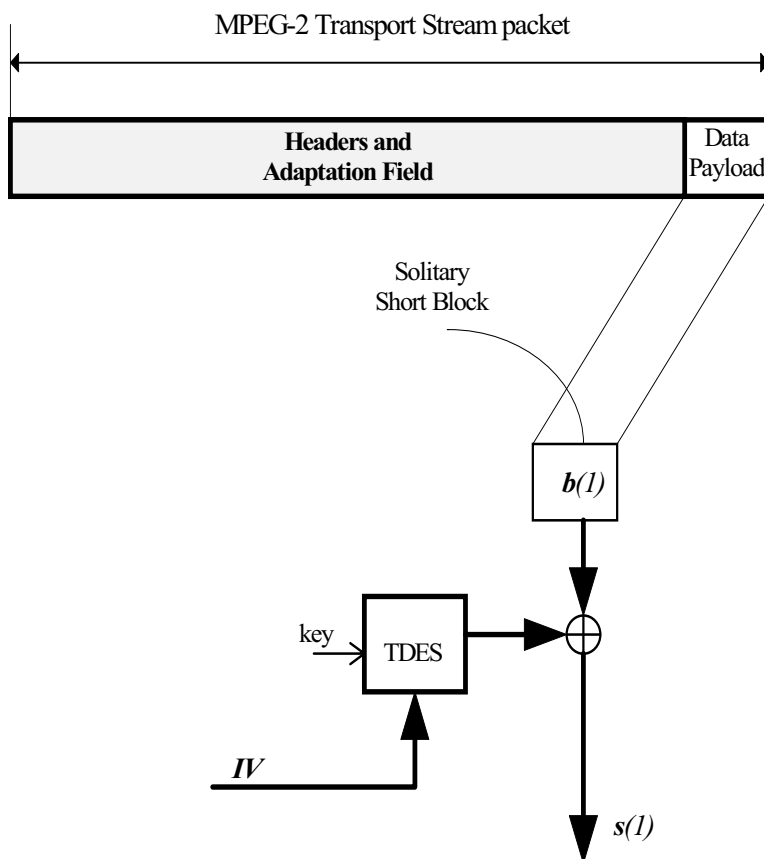 MPEG-2 Transport Stream packet
Headers and
Adaptation Field
Data
Payload
Solitary
Short Block
b(1)
key
TDES
IV
s(1)